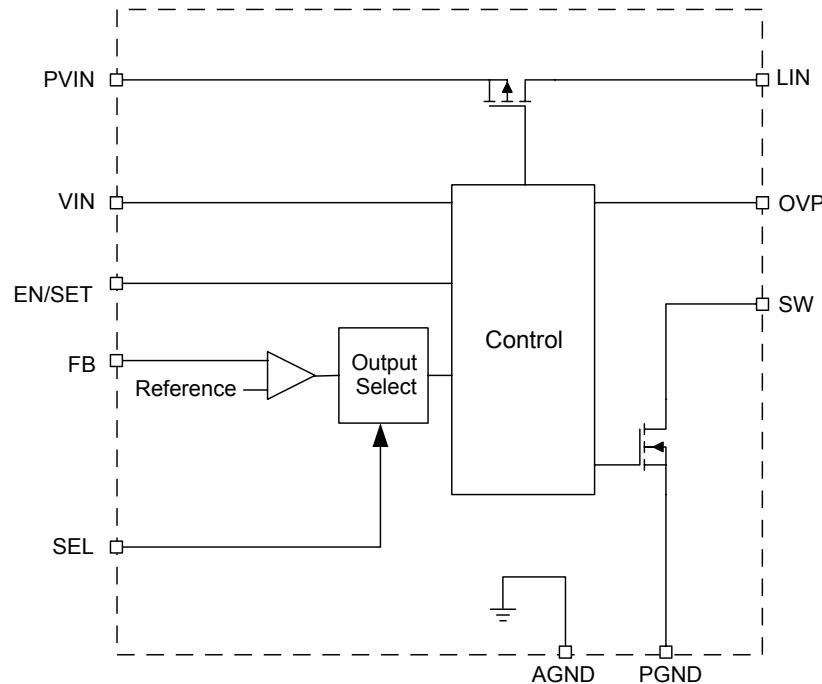 PVIN
LIN
VIN
OVP
EN/SET
SW
Control
FB
Output
Select
Reference
SEL
AGND
PGND